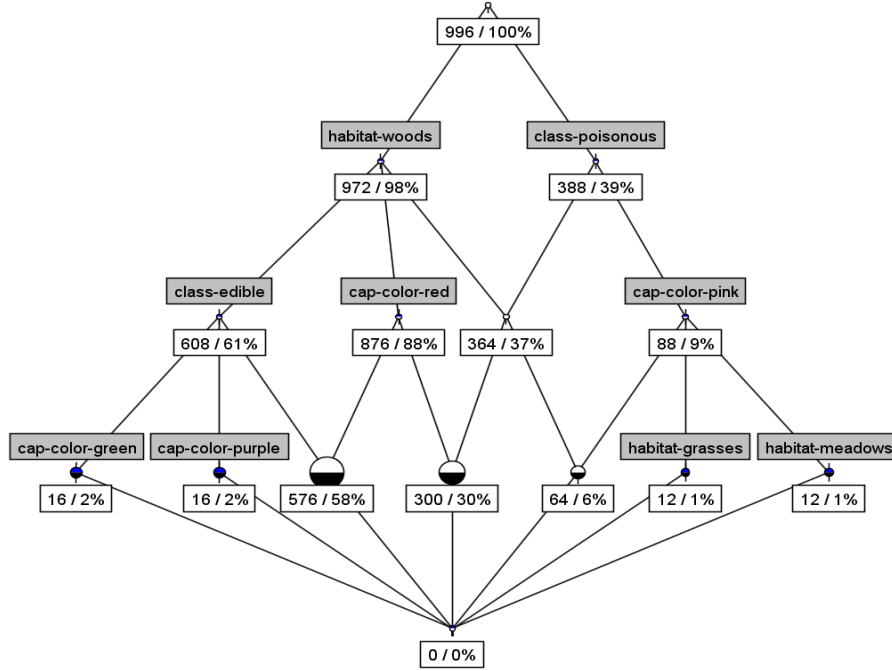 996 / 100%
habitat-woods
class-poisonous
972 / 98%
388 / 39%
class-edible
cap-color-red
cap-color-pink
608 / 61%
876 / 88%
364 / 37%
88 / 9%
cap-color-green
cap-color-purple
habitat-grasses
habitat-meadows
16 / 2%
16 / 2%
576 / 58%
300 / 30%
64 / 6%
12 / 1%
12 / 1%
0 / 0%